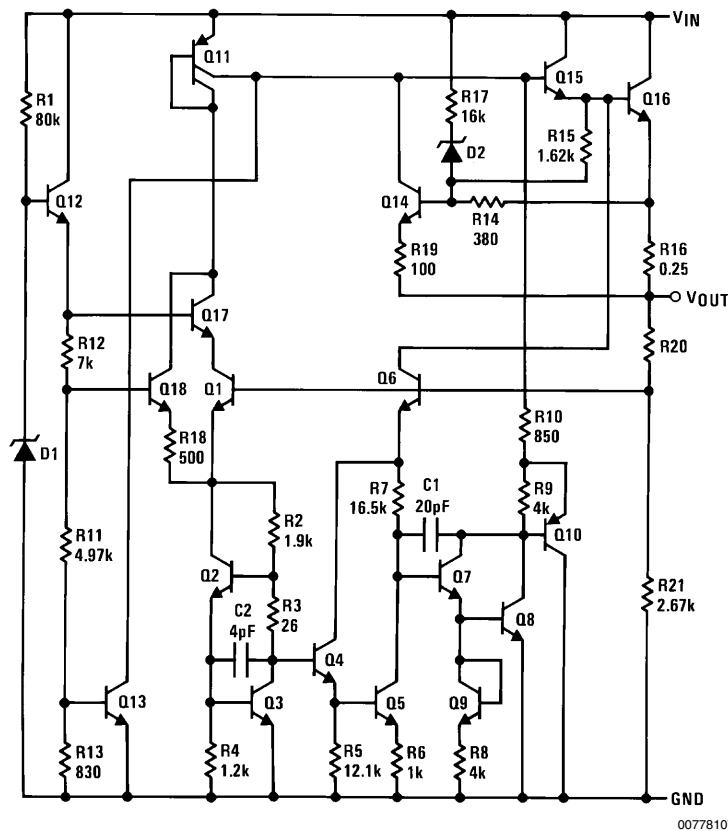 VIN
Q11
R1
80k
Q15
Q16
R17
16k
R15
1.62k
D2
Q12
Q14
R14
380
R19
100
R16
0.25
VOUT
Q17
R12
7k
R20
Q18
Q1
Q6
R18
500
R10
850
D1
R7
16.5k
C1
20pF
R9
4k
Q10
R2
1.9k
R11
4.97k
Q2
Q7
R3
26
Q8
R21
2.67k
C2
4pF
Q4
Q13
Q3
Q5
Q9
R13
830
R4
1.2k
R5
12.1k
R6
1k
R8
4k
GND
0077810